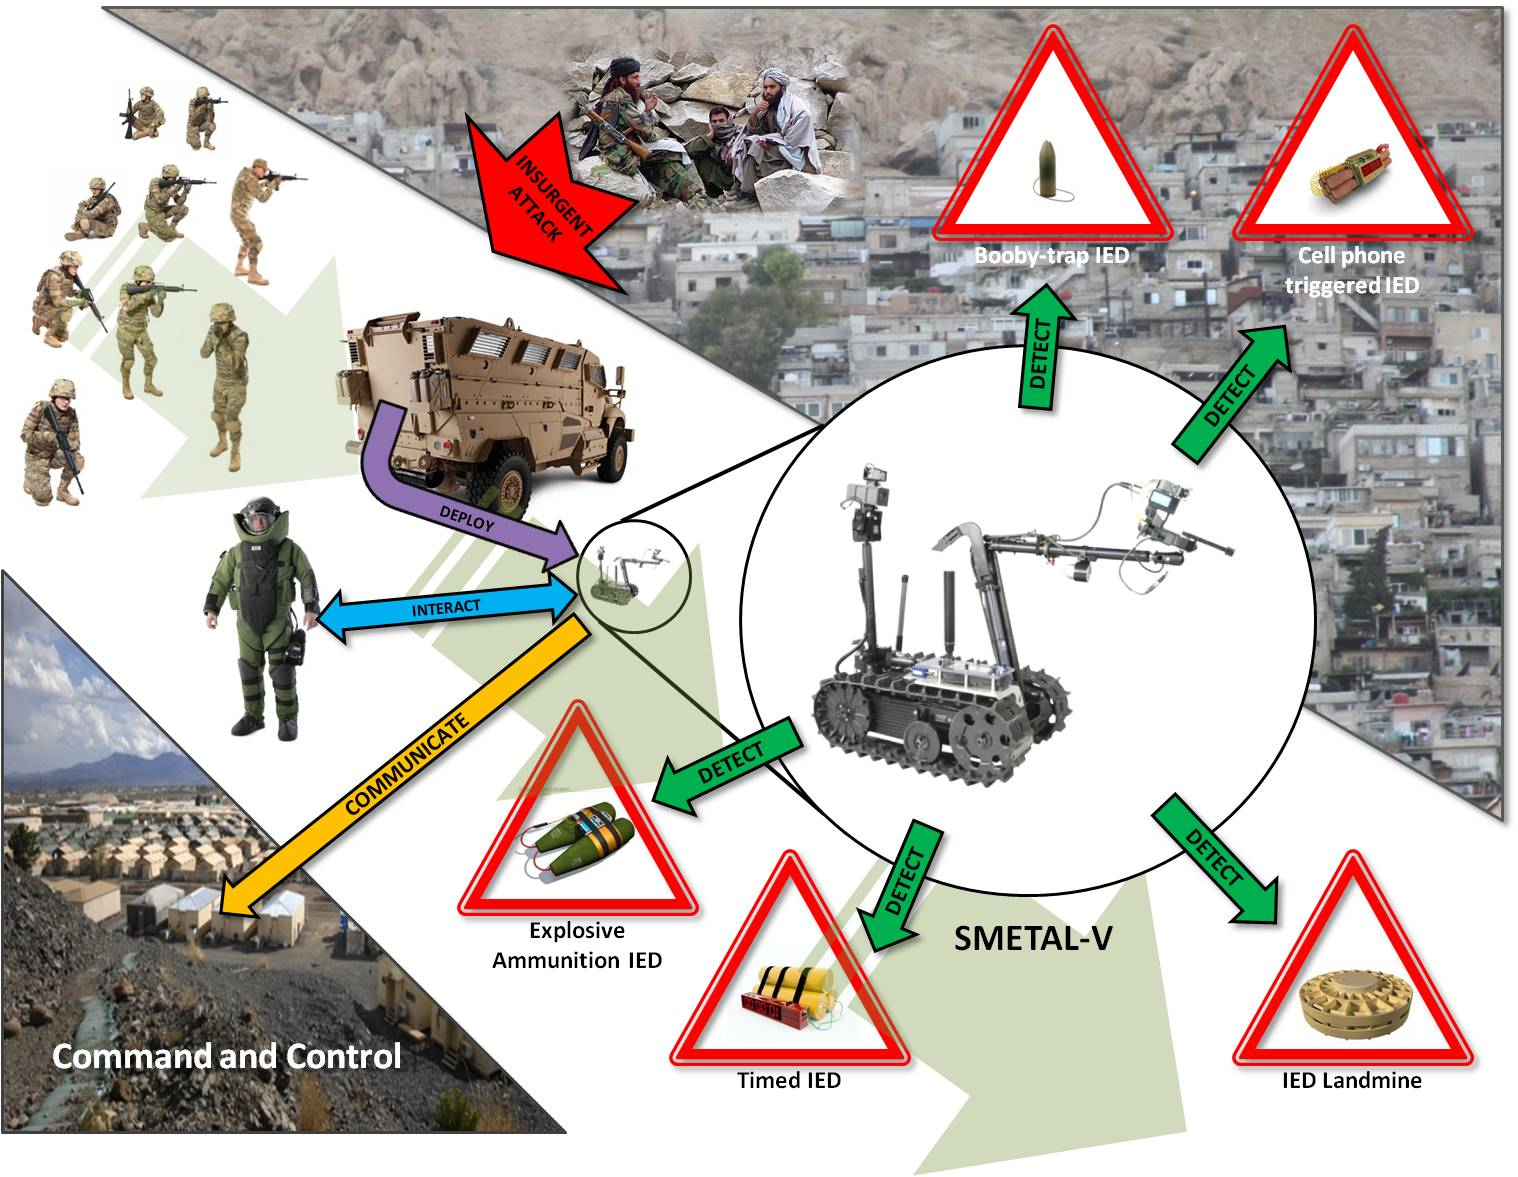 INSURGENT
ATTACK
Booby-trap IED
Cell phone
triggered IED
DETECT
DETECT
DEPLOY
INTERACT
COMMUNICATE
DETECT
DETECT
DETECT
Explosive
Ammunition IED
SMETAL-V
Timed IED
IED Landmine
Command and Control